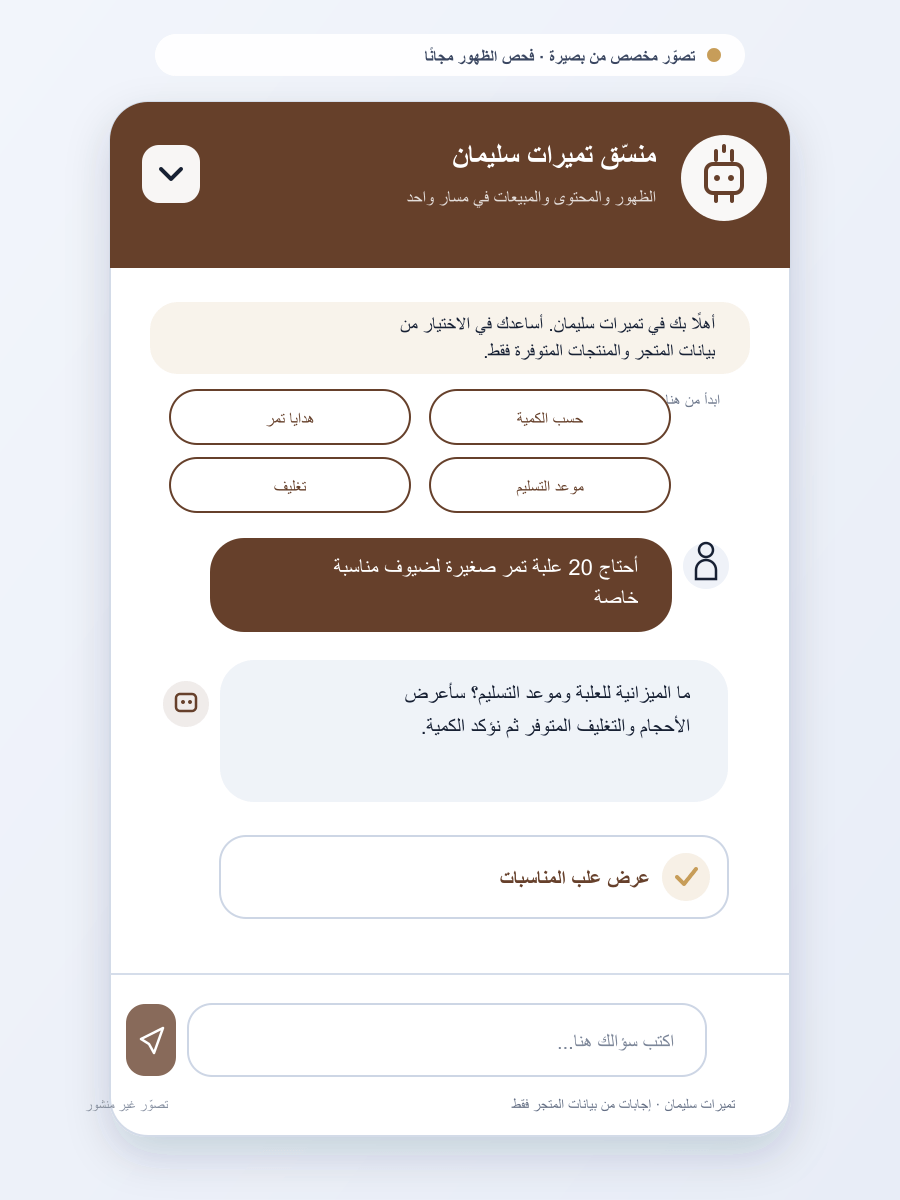 تصوّر مخصص من بصيرة · فحص الظهور مجانًا
منسّق تميرات سليمان
الظهور والمحتوى والمبيعات في مسار واحد
أهلًا بك في تميرات سليمان. أساعدك في الاختيار من
بيانات المتجر والمنتجات المتوفرة فقط.
ابدأ من هنا
حسب الكمية
هدايا تمر
موعد التسليم
تغليف
أحتاج 20 علبة تمر صغيرة لضيوف مناسبة
خاصة
ما الميزانية للعلبة وموعد التسليم؟ سأعرض
الأحجام والتغليف المتوفر ثم نؤكد الكمية.
عرض علب المناسبات
اكتب سؤالك هنا...
تميرات سليمان · إجابات من بيانات المتجر فقط
تصوّر غير منشور